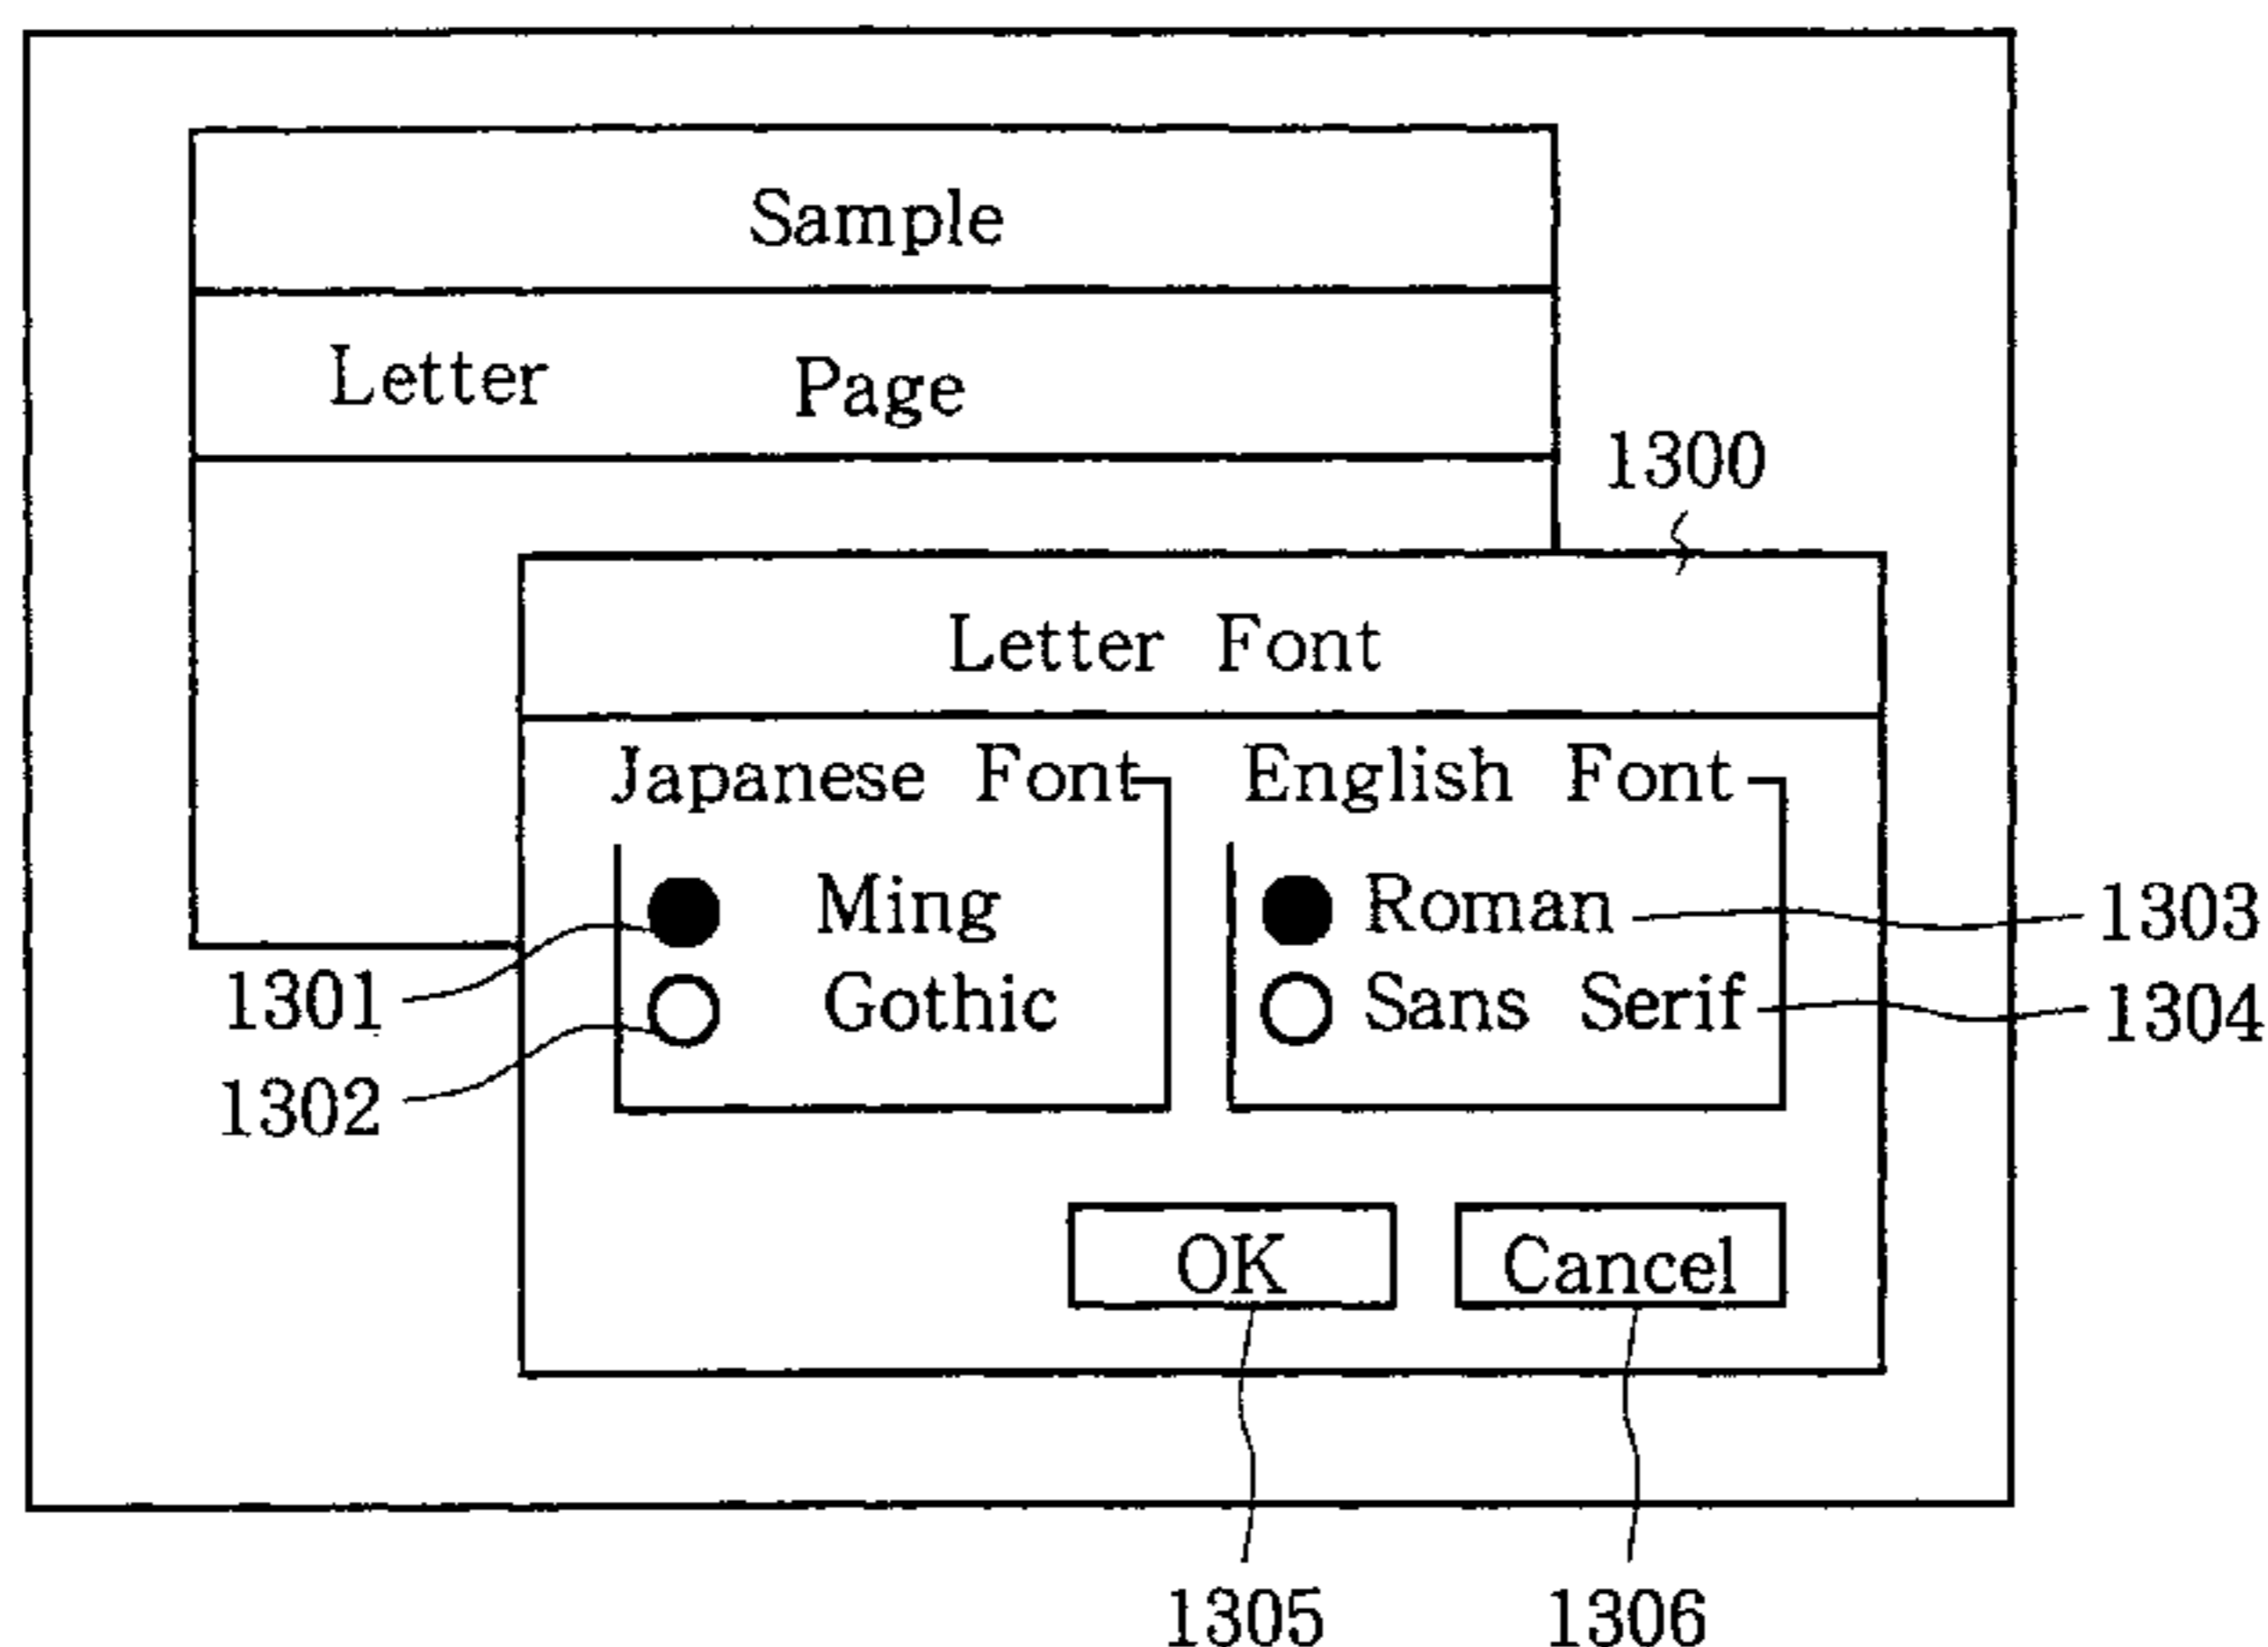 Sample
Letter Page
1300
Letter Font
Japanese Font English Font
Ming Roman 1303
1301 Gothic Sans Serif 1304
1302
OK Cancel
1305 1306